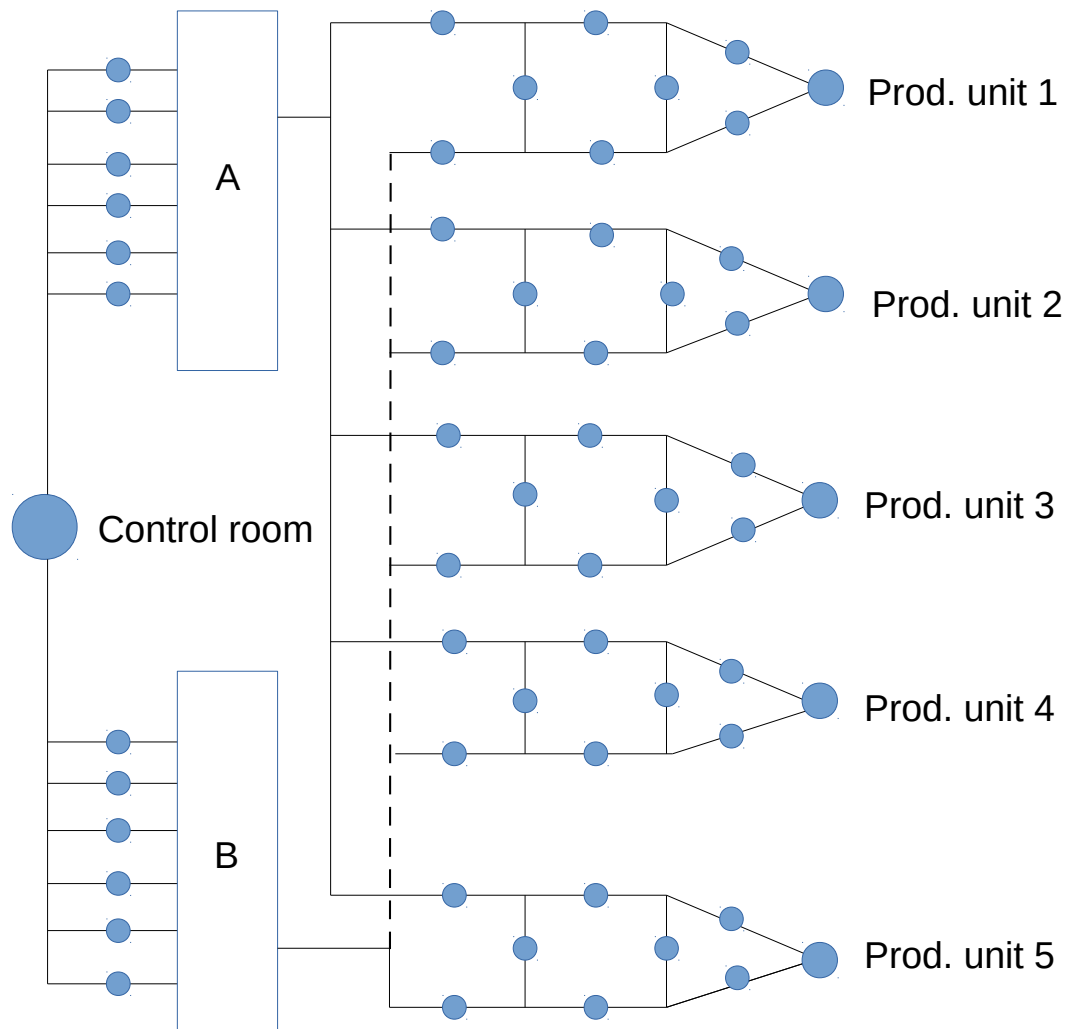 A
Prod. unit 1
Prod. unit 2
Prod. unit 3
Control room
Prod. unit 4
B
Prod. unit 5